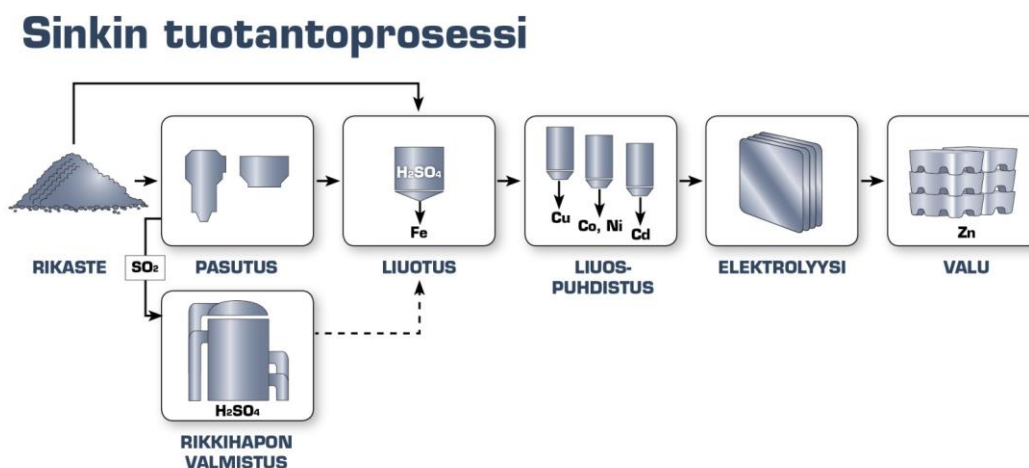 Sinkin tuotantoprosessi
H₂SO₄
Fe
Cu
Co, Ni
Cd
Zn
RIKASTE
SO₂
PASUTUS
LIUOTUS
LIUOS-
PUHDISTUS
ELEKTROLYYSI
VALU
H₂SO₄
RIKKIHAPON
VALMISTUS